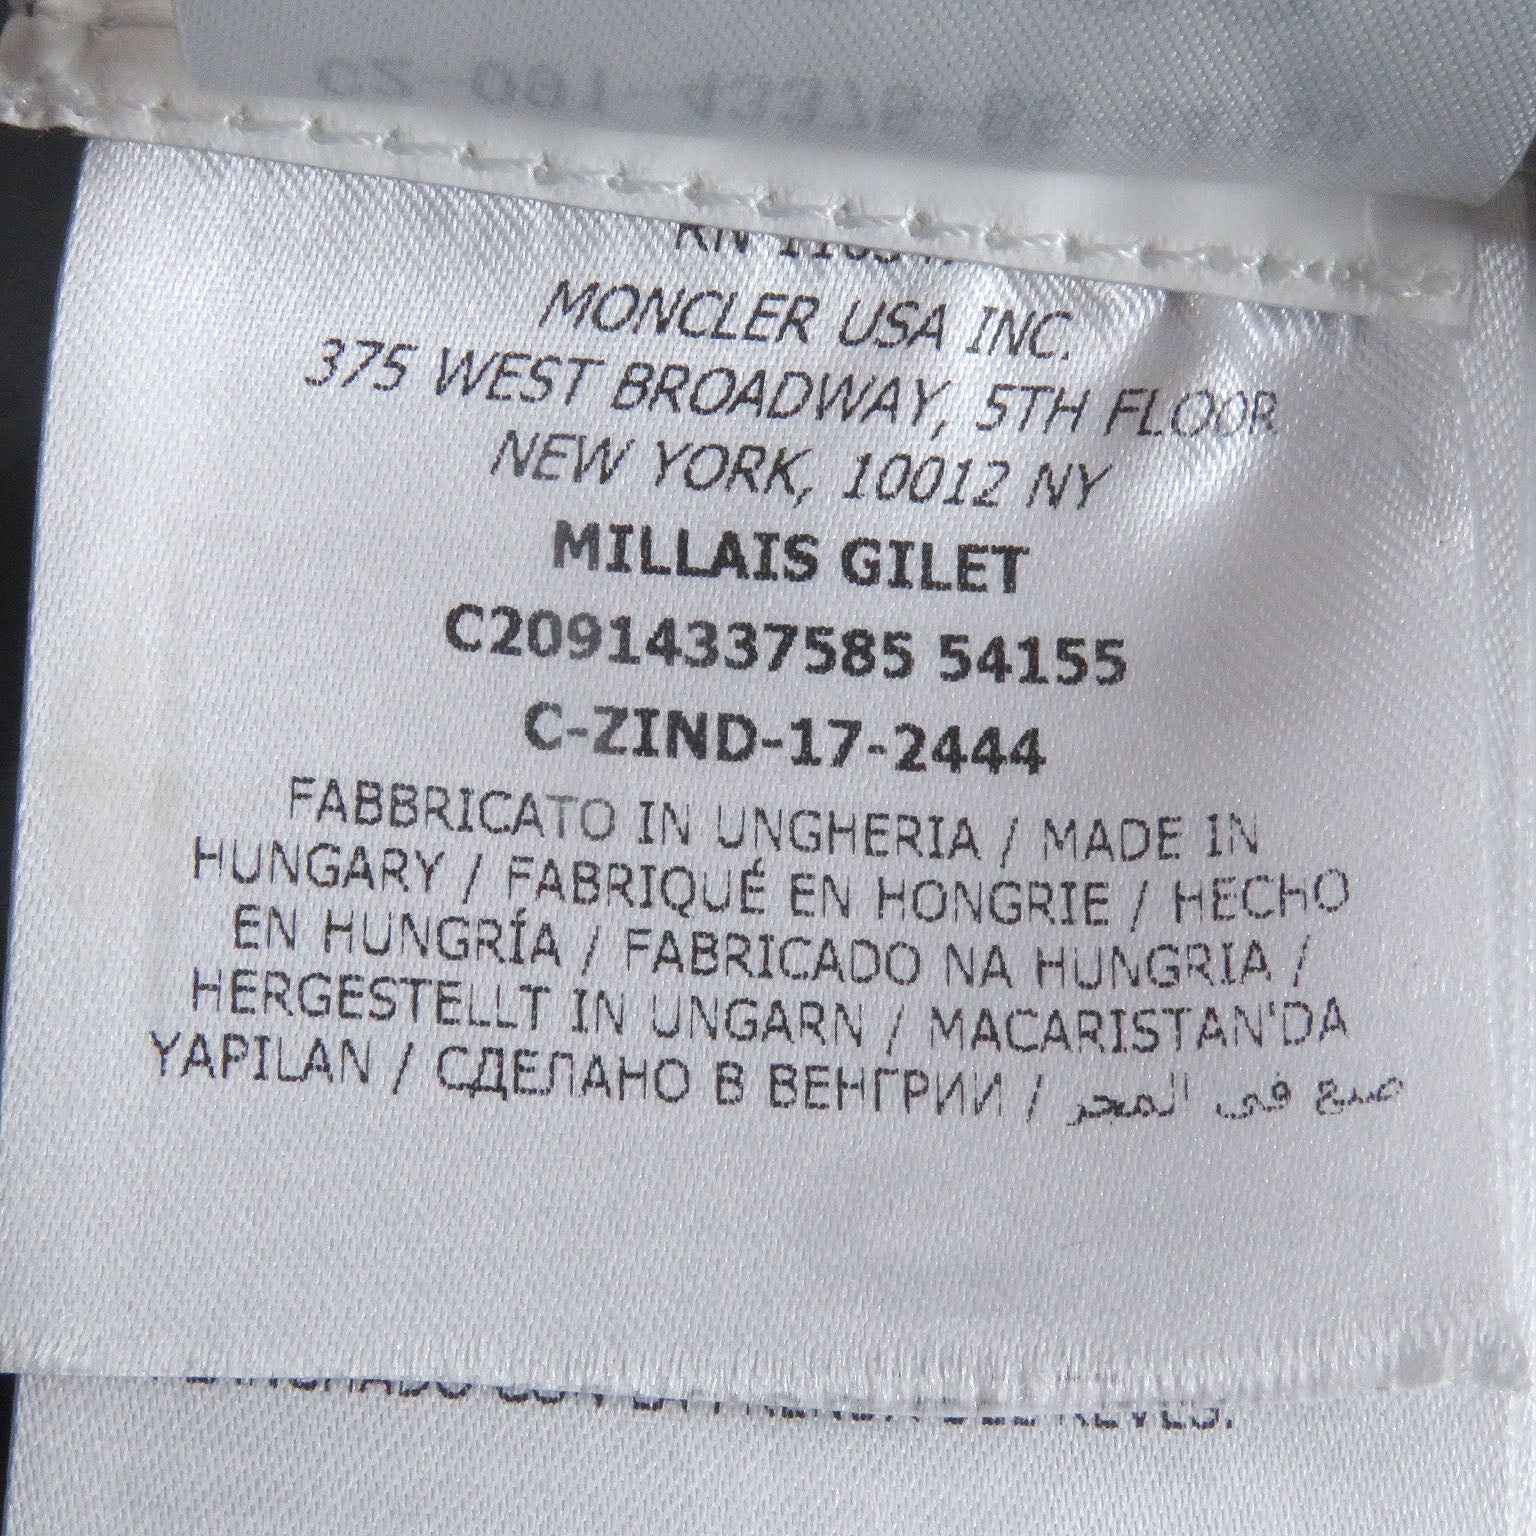 MONCLER USA INC.
375 WEST BROADWAY, 5TH FLOOR
NEW YORK, 10012 NY
MILLAIS GILET
C20914337585 54155
C-ZIND-17-2444
FABBRICATO IN UNGHERIA / MADE IN
HUNGARY / FABRIQUÉ EN HONGRIE / HECHO
EN HUNGRÍA / FABRICADO NA HUNGRIA /
HERGESTELLT IN UNGARN / MACARISTAN'DA
YAPILAN / СДЕЛАНО В ВЕНГРИИ / صنع في المجر